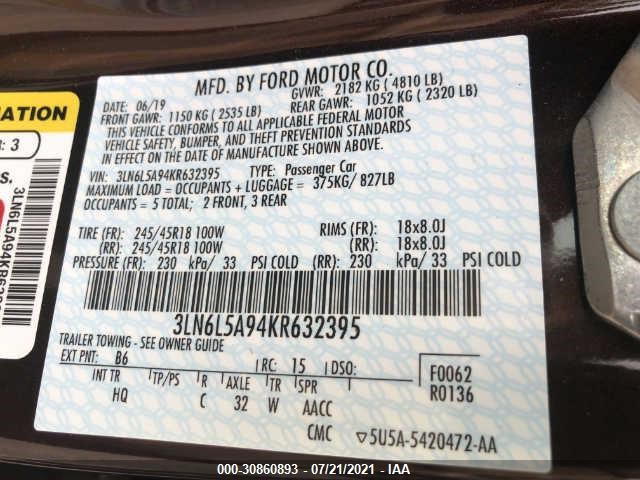 MFD. BY FORD MOTOR CO.
DATE: 06/19 GVWR: 2182 KG ( 4810 LB)
FRONT GAWR: 1150 KG ( 2535 LB) REAR GAWR: 1052 KG ( 2320 LB)
THIS VEHICLE CONFORMS TO ALL APPLICABLE FEDERAL MOTOR
VEHICLE SAFETY, BUMPER, AND THEFT PREVENTION STANDARDS
IN EFFECT ON THE DATE OF MANUFACTURE SHOWN ABOVE.
VIN: 3LN6L5A94KR632395 TYPE: Passenger Car
MAXIMUM LOAD = OCCUPANTS + LUGGAGE = 375KG/ 827LB
OCCUPANTS = 5 TOTAL; 2 FRONT, 3 REAR
TIRE (FR): 245/45R18 100W RIMS (FR): 18x8.0J
(RR): 245/45R18 100W (RR): 18x8.0J
PRESSURE (FR): 230 kPa/ 33 PSI COLD (RR): 230 kPa/ 33 PSI COLD
3LN6L5A94KR632395
TRAILER TOWING - SEE OWNER GUIDE
EXT PNT: B6 RC: 15 DSO: F0062
INT TR TP/PS R AXLE TR SPR R0136
HQ C 32 W AACC
CMC ▽5U5A-5420472-AA
: 3
S.
000-30860893 / 07/21/2021 - IAA